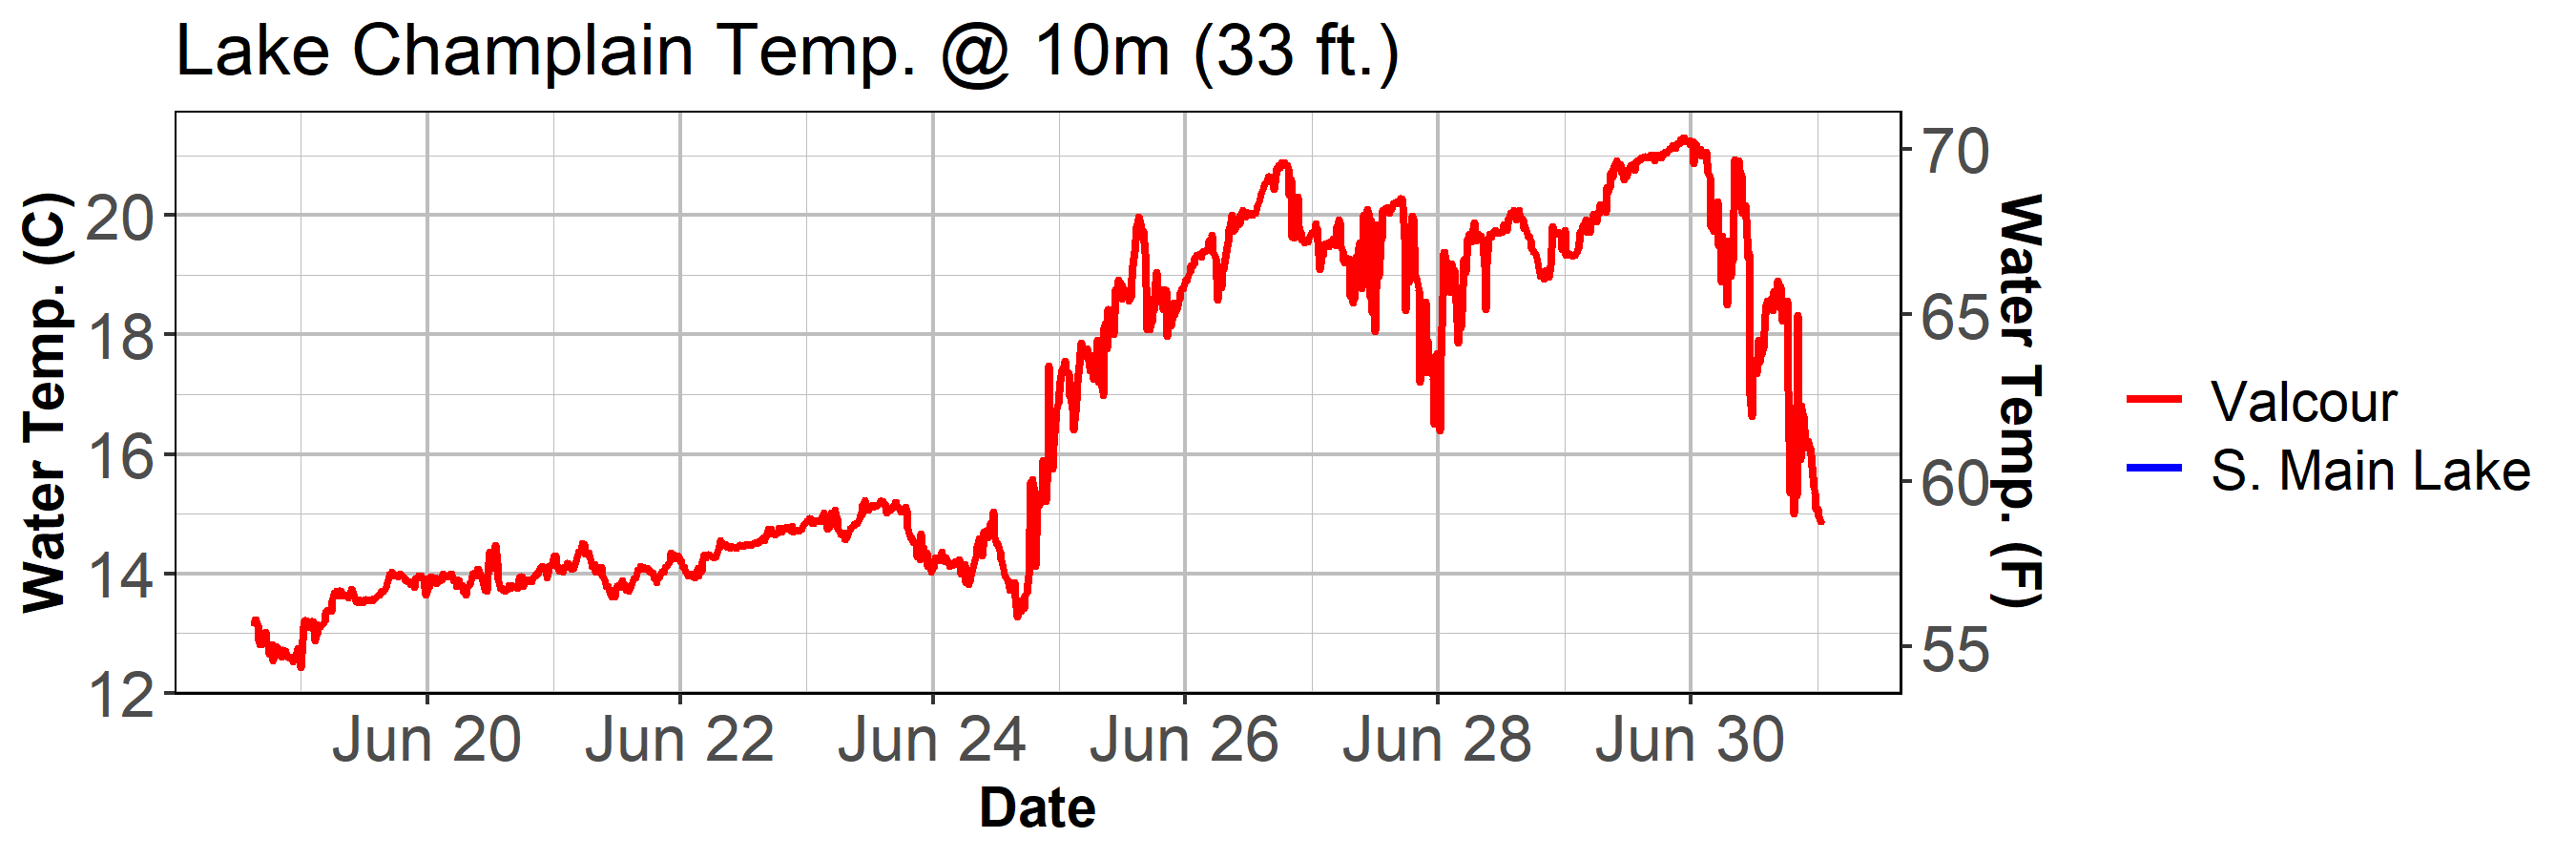 Lake Champlain Temp. @ 10m (33 ft.)
Water Temp. (C)
20
18
16
14
12
70
65
60
55
Water Temp. (F)
Jun 20 Jun 22 Jun 24 Jun 26 Jun 28 Jun 30
Date
Valcour
S. Main Lake